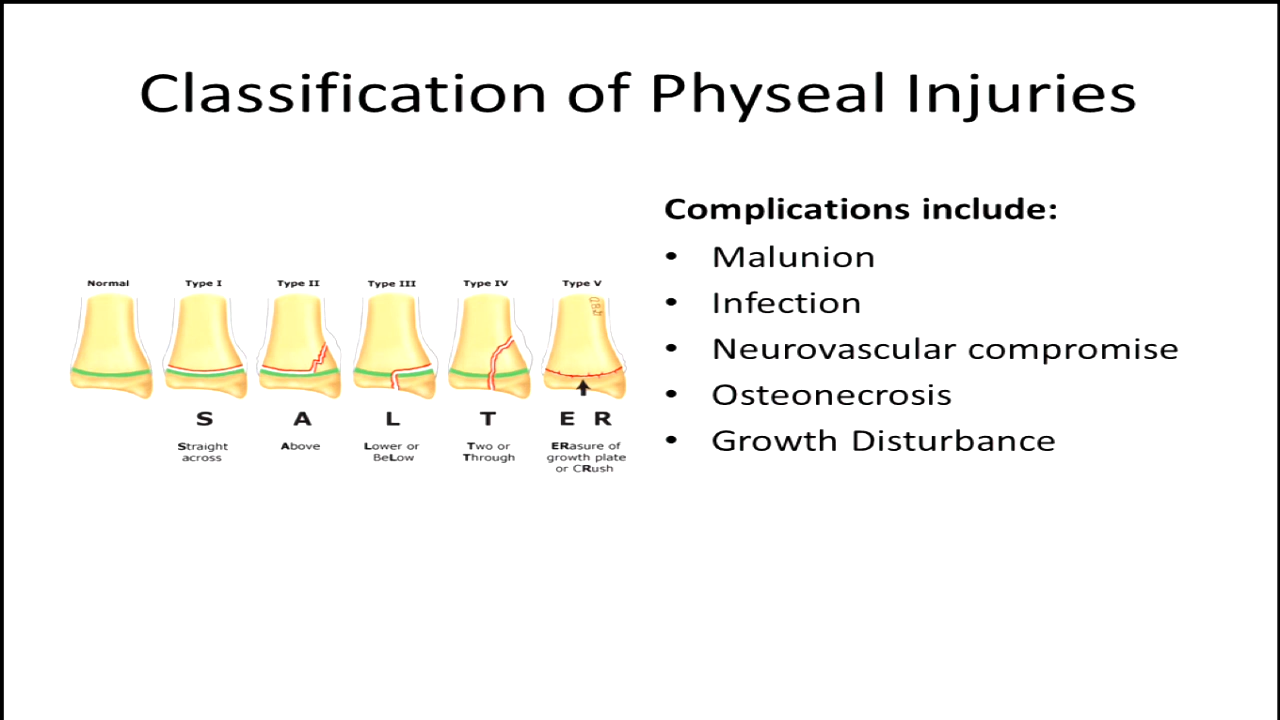 Classification of Physeal Injuries
Normal Type I Type II Type III Type IV Type V
S A L T E R
Straight
across
Above
Lower or
BeLow
Two or
Through
ERasure of
growth plate
or CRush
Complications include:
• Malunion
• Infection
• Neurovascular compromise
• Osteonecrosis
• Growth Disturbance